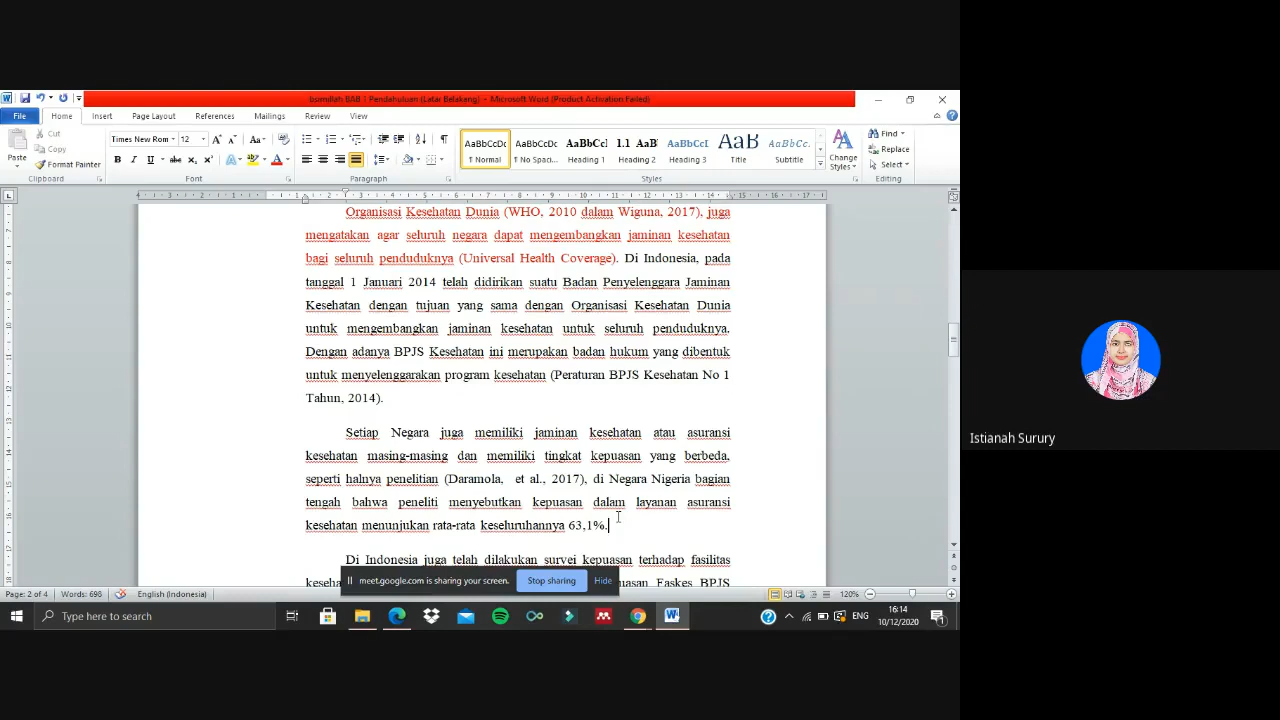 bismillah BAB 1 Pendahuluan (Latar Belakang) - Microsoft Word (Product Activation Failed)
File Home Insert Page Layout References Mailings Review View
Cut
Copy
Format Painter
Paste
Clipboard
Times New Rom 12
Font
Paragraph
AaBbCcDc AaBbCcDc AaBbCcI 1.1 AaBl AaBbCcI AaB AaBbCc.
¶ Normal ¶ No Spac... Heading 1 Heading 2 Heading 3 Title Subtitle
Change Styles
Styles
Find
Replace
Select
Editing
Organisasi Kesehatan Dunia (WHO, 2010 dalam Wiguna, 2017), juga
mengatakan agar seluruh negara dapat mengembangkan jaminan kesehatan
bagi seluruh penduduknya (Universal Health Coverage). Di Indonesia, pada
tanggal 1 Januari 2014 telah didirikan suatu Badan Penyelenggara Jaminan
Kesehatan dengan tujuan yang sama dengan Organisasi Kesehatan Dunia
untuk mengembangkan jaminan kesehatan untuk seluruh penduduknya.
Dengan adanya BPJS Kesehatan ini merupakan badan hukum yang dibentuk
untuk menyelenggarakan program kesehatan (Peraturan BPJS Kesehatan No 1
Tahun, 2014).
Setiap Negara juga memiliki jaminan kesehatan atau asuransi
kesehatan masing-masing dan memiliki tingkat kepuasan yang berbeda,
seperti halnya penelitian (Daramola, et al., 2017), di Negara Nigeria bagian
tengah bahwa peneliti menyebutkan kepuasan dalam layanan asuransi
kesehatan menunjukan rata-rata keseluruhannya 63,1%.
Di Indonesia juga telah dilakukan survei kepuasan terhadap fasilitas
Faskes BPJS
meet.google.com is sharing your screen. Stop sharing Hide
Page: 2 of 4 Words: 698 English (Indonesia) 120%
Type here to search
ENG
16:14
10/12/2020
Istianah Surury